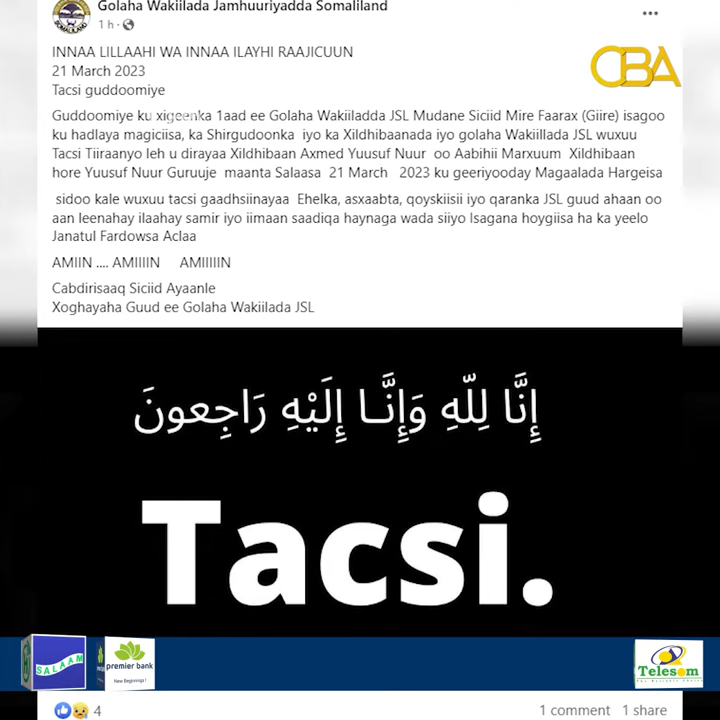 Golaha Wakiilada Jamhuuriyadda Somaliland
1 h
INNAA LILLAAHI WA INNAA ILAYHI RAAJICUUN
21 March 2023
Tacsi guddoomiye
CBA
Guddoomiye ku xigeenka 1aad ee Golaha Wakiiladda JSL Mudane Siciid Mire Faarax (Giire) isagoo
ku hadlaya magiciisa, ka Shirgudoonka iyo ka Xildhibaanada iyo golaha Wakiillada JSL wuxuu
Tacsi Tiiraanyo leh u dirayaa Xildhibaan Axmed Yuusuf Nuur oo Aabihii Marxuum Xildhibaan
hore Yuusuf Nuur Guruuje maanta Salaasa 21 March 2023 ku geeriyooday Magaalada Hargeisa
sidoo kale wuxuu tacsi gaadhsiinayaa Ehelka, asxaabta, qoyskiisii iyo qaranka JSL guud ahaan oo
aan leenahay ilaahay samir iyo iimaan saadiqa haynaga wada siiyo Isagana hoygiisa ha ka yeelo
Janatul Fardowsa Aclaa
AMIIN .... AMIIIIN AMIIIIIN
Cabdirisaaq Siciid Ayaanle
Xoghayaha Guud ee Golaha Wakiilada JSL
إِنَّا لِلَّهِ وَإِنَّـا إِلَيْهِ رَاجِعونَ
Tacsi.
SALAAM
premier bank
New Beginnings!
Telesom
4
1 comment 1 share